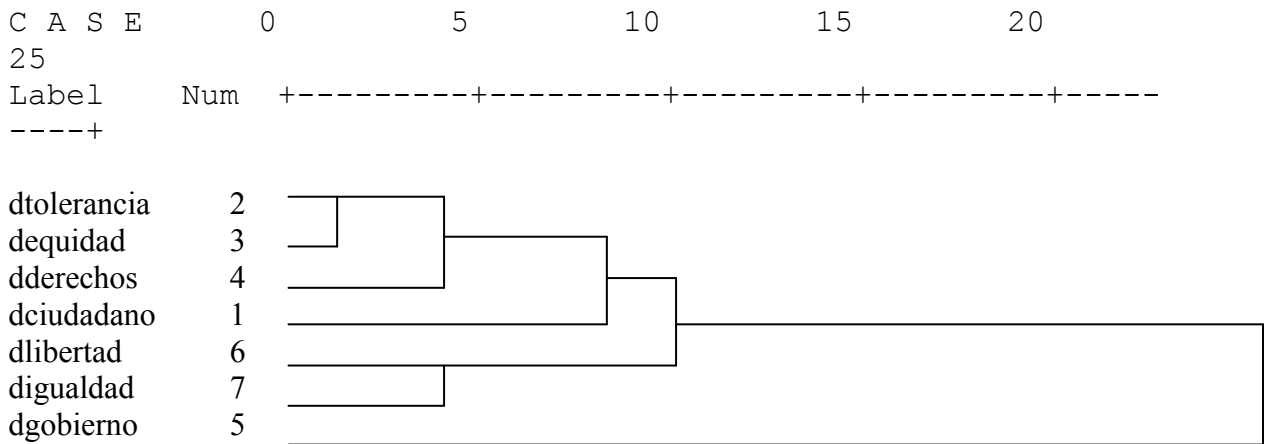 C A S E 0 5 10 15 20
25
Label Num +---------+---------+---------+---------+-----
----+
dtolerancia 2
dequidad 3
dderechos 4
dciudadano 1
dlibertad 6
digualdad 7
dgobierno 5